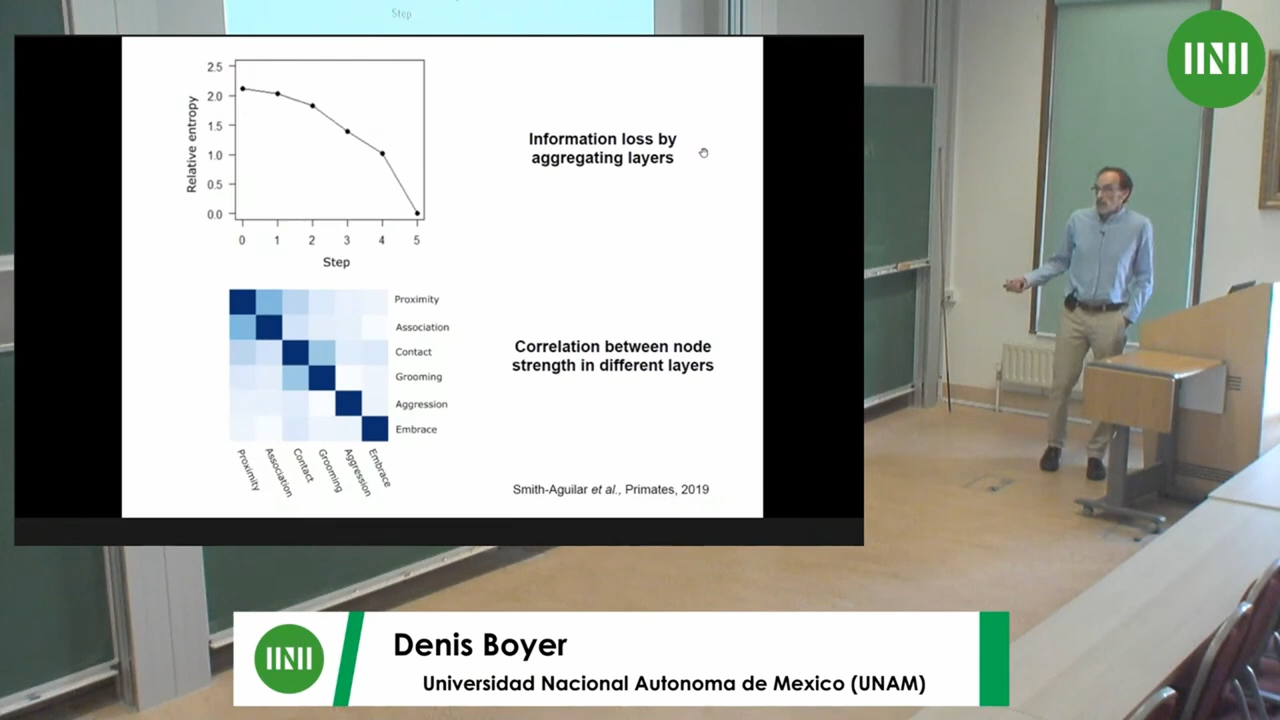 Step
2.5
2.0
1.5
1.0
0.5
0.0
Relative entropy
0
1
2
3
4
5
Step
Information loss by
aggregating layers
Proximity
Association
Contact
Grooming
Aggression
Embrace
Proximity
Association
Contact
Grooming
Aggression
Embrace
Correlation between node
strength in different layers
Smith-Aguilar et al., Primates, 2019
INI
INI
Denis Boyer
Universidad Nacional Autonoma de Mexico (UNAM)